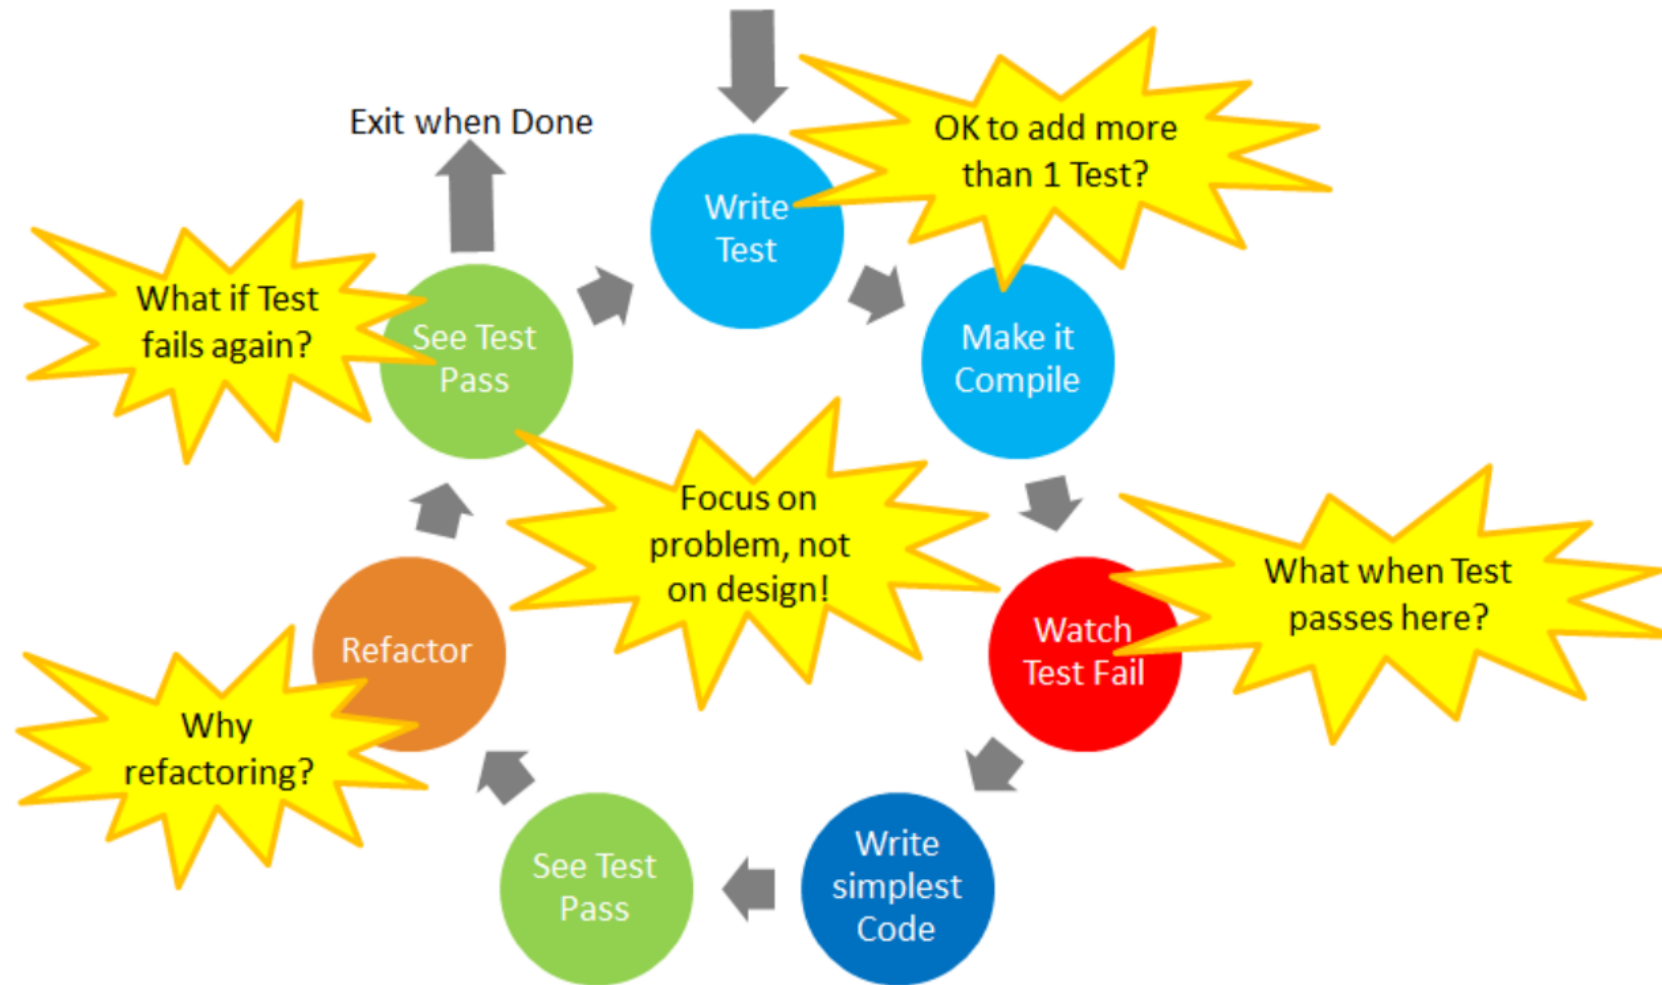 Exit when Done
OK to add more
than 1 Test?
Write
Test
What if Test
fails again?
See Test
Pass
Make it
Compile
Focus on
problem, not
on design!
What when Test
passes here?
Refactor
Watch
Test Fail
Why
refactoring?
See Test
Pass
Write
simplest
Code